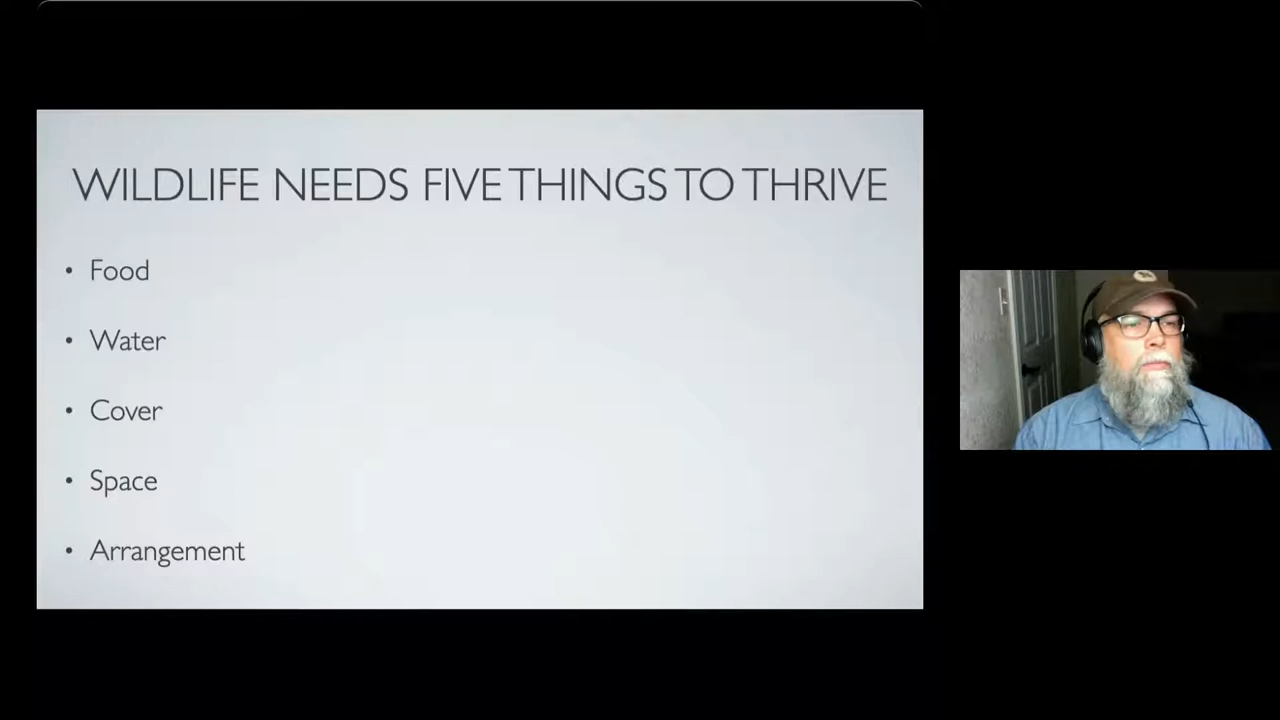 WILDLIFE NEEDS FIVE THINGS TO THRIVE
• Food
• Water
• Cover
• Space
• Arrangement